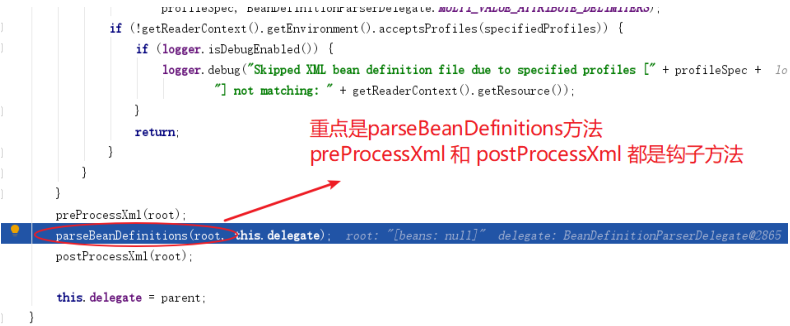 profileSpec, BeanDefinitionParserDelegate.MULTI_VALUE_ATTRIBUTE_DELIMITERS);
if (!getReaderContext().getEnvironment().acceptsProfiles(specifiedProfiles)) {
if (logger.isDebugEnabled()) {
logger.debug("Skipped XML bean definition file due to specified profiles [" + profileSpec + lo
"] not matching: " + getReaderContext().getResource());
}
return;
}
}
}
重点是parseBeanDefinitions方法
preProcessXml 和 postProcessXml 都是钩子方法
preProcessXml(root);
parseBeanDefinitions(root, this.delegate); root: "[beans: null]" delegate: BeanDefinitionParserDelegate@2865
postProcessXml(root);
this.delegate = parent;
}